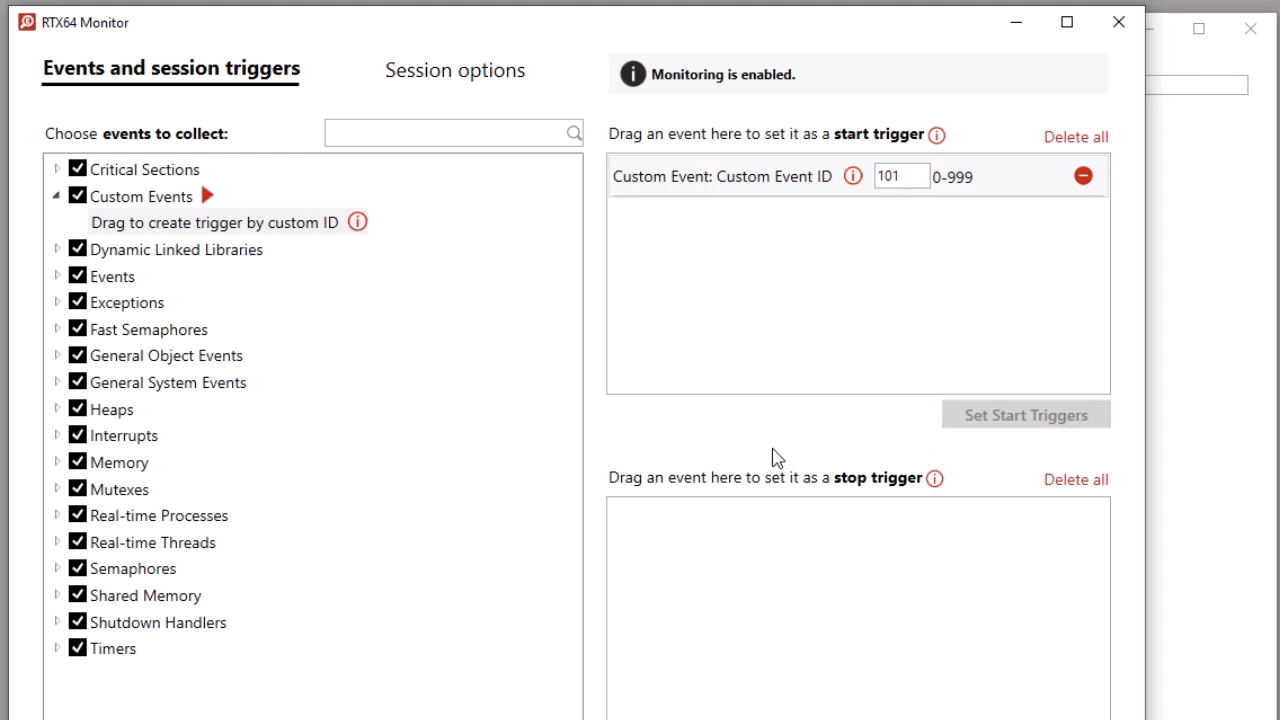 RTX64 Monitor
Events and session triggers
Session options
Monitoring is enabled.
Choose events to collect:
Drag an event here to set it as a start trigger
Delete all
Critical Sections
Custom Events
Drag to create trigger by custom ID
Dynamic Linked Libraries
Events
Exceptions
Fast Semaphores
General Object Events
General System Events
Heaps
Interrupts
Memory
Mutexes
Real-time Processes
Real-time Threads
Semaphores
Shared Memory
Shutdown Handlers
Timers
Custom Event: Custom Event ID 101 0-999
Set Start Triggers
Drag an event here to set it as a stop trigger
Delete all